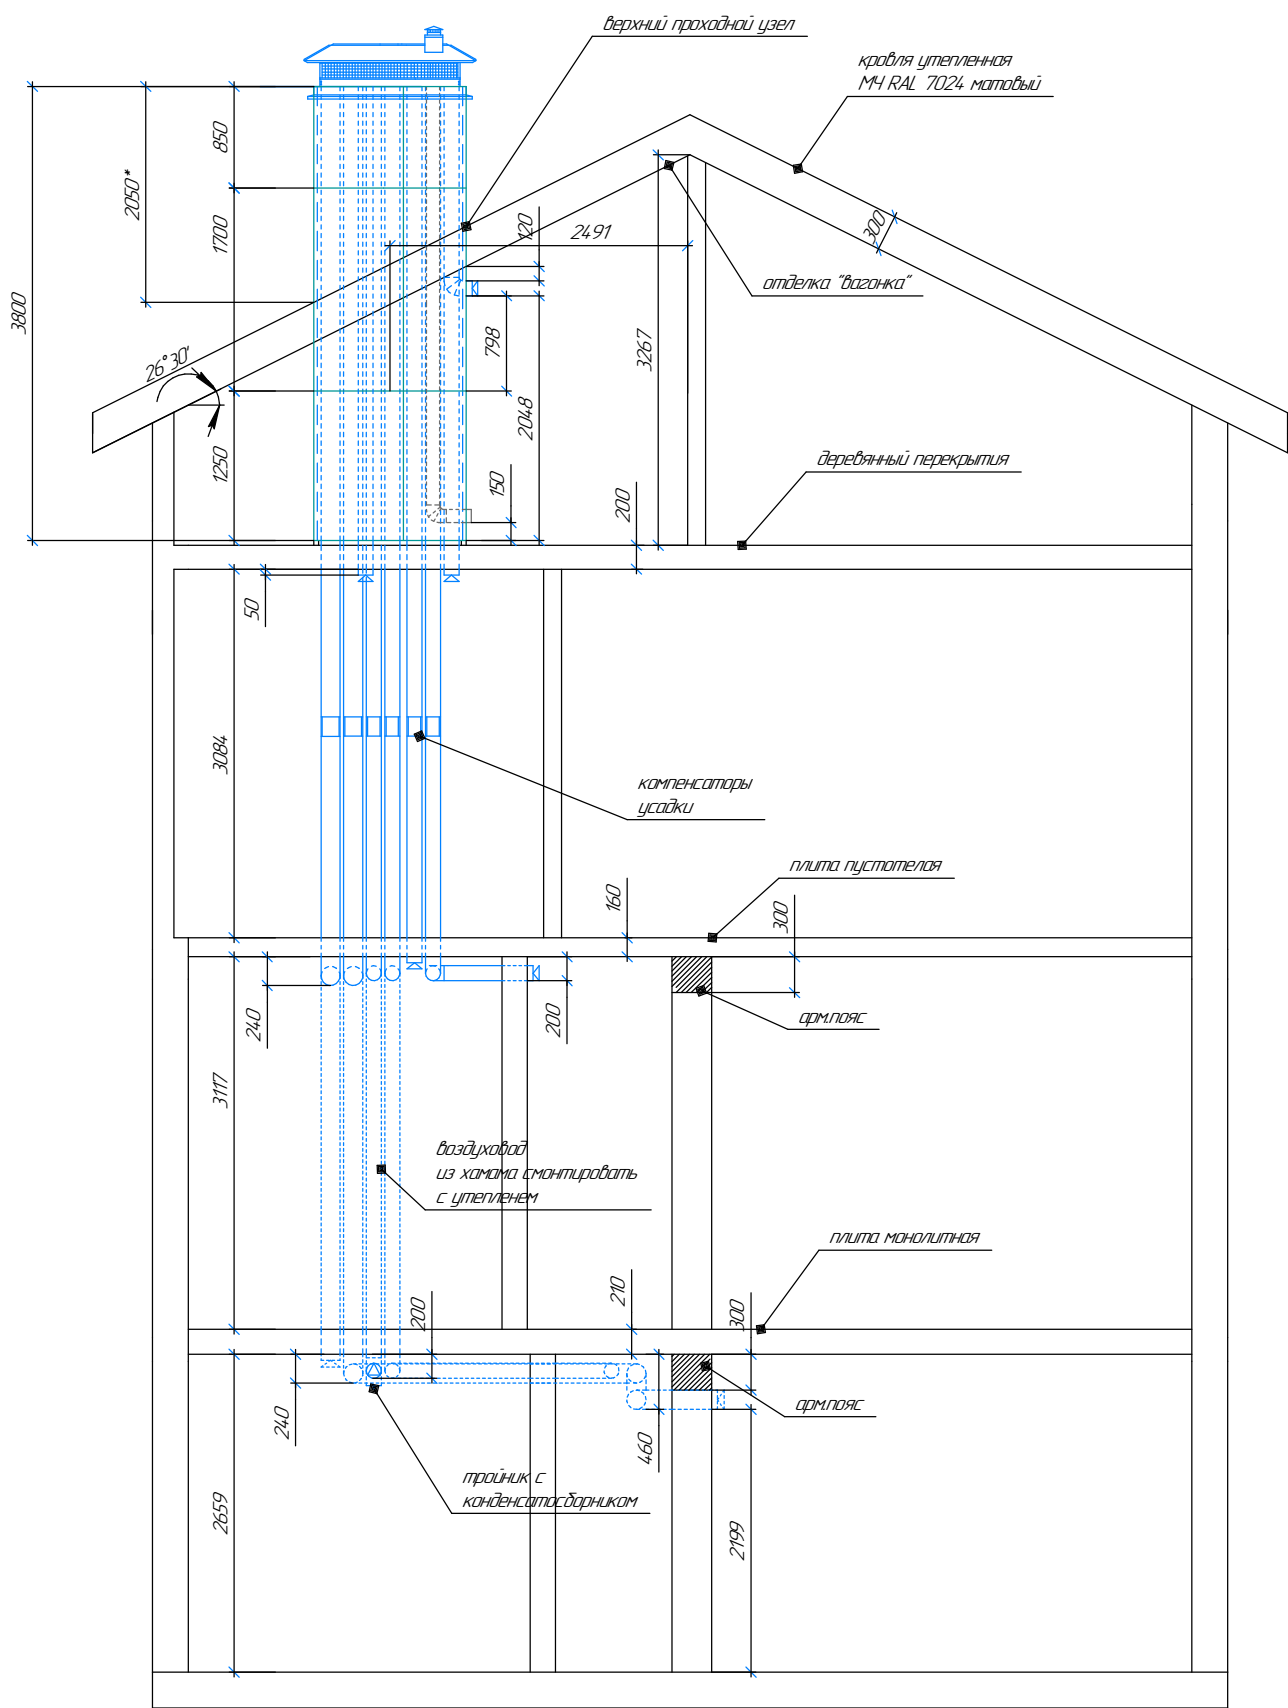 верхний проходной узел
кровля утепленная
МЧ RAL 7024 матовый
850
2050*
1700
3800
120
2491
300
отделка "вагонка"
798
3267
26°30'
2048
1250
150
деревянный перекрытия
200
50
3084
компенсаторы
усадки
плита пустотелая
160
300
240
200
арм.пояс
3117
воздуховод
из хамама смонтировать
с утепленем
плита монолитная
210
200
300
240
460
арм.пояс
тройник с
конденсатосборником
2659
2199